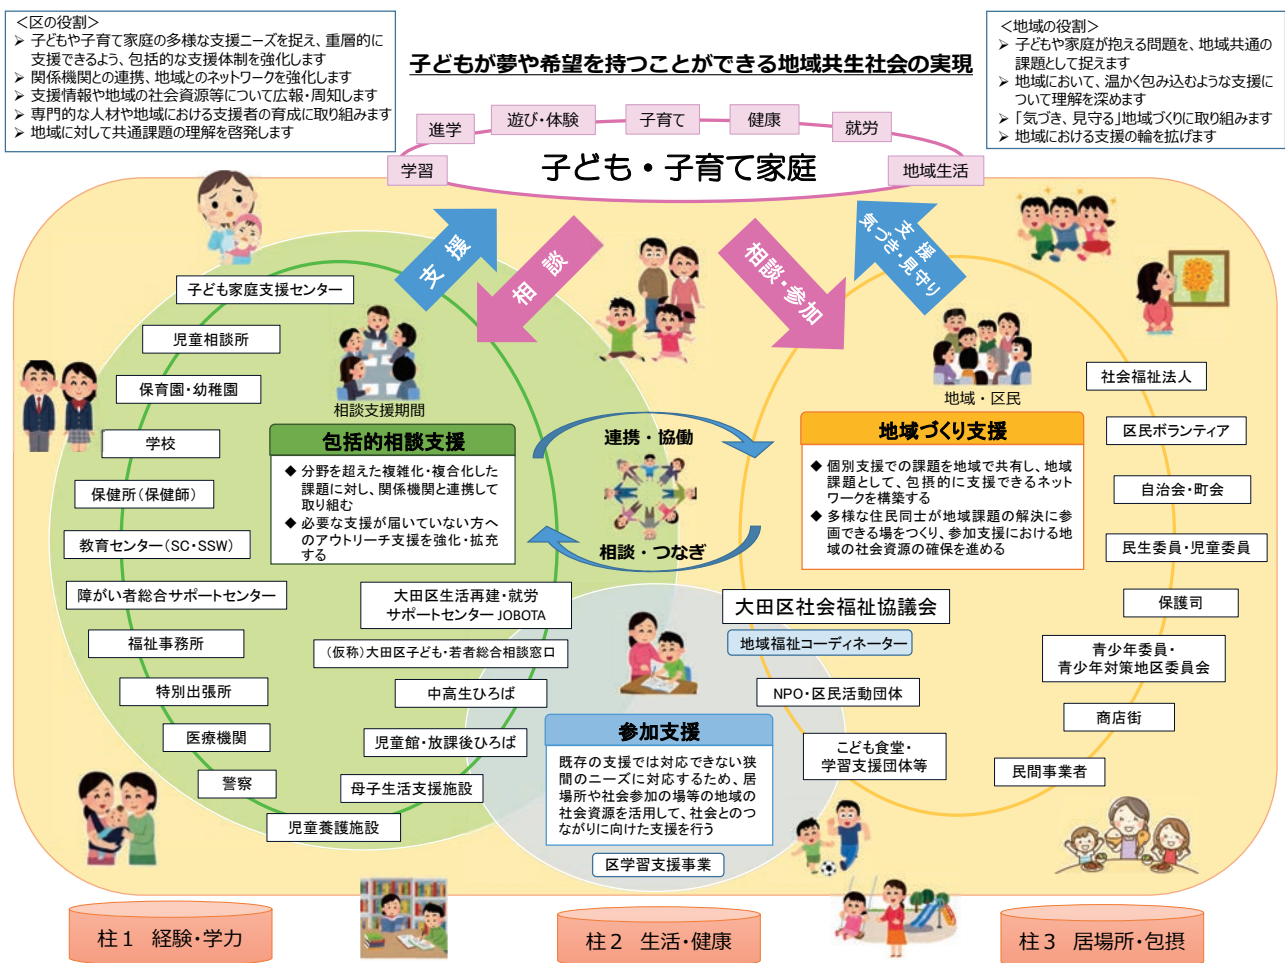 ＜区の役割＞
➢ 子どもや子育て家庭の多様な支援ニーズを捉え、重層的に
支援できるよう、包括的な支援体制を強化します
➢ 関係機関との連携、地域とのネットワークを強化します
➢ 支援情報や地域の社会資源等について広報・周知します
➢ 専門的な人材や地域における支援者の育成に取り組みます
➢ 地域に対して共通課題の理解を啓発します
子どもが夢や希望を持つことができる地域共生社会の実現
＜地域の役割＞
➢ 子どもや家庭が抱える問題を、地域共通の
課題として捉えます
➢ 地域において、温かく包み込むような支援に
ついて理解を深めます
➢ 「気づき、見守る」地域づくりに取り組みます
➢ 地域における支援の輪を拡げます
学習
進学
遊び・体験
子育て
健康
就労
地域生活
子ども・子育て家庭
支援
相談
相談・参加
支援
気づき・見守り
子ども家庭支援センター
児童相談所
保育園・幼稚園
学校
保健所（保健師）
教育センター（SC・SSW）
障がい者総合サポートセンター
福祉事務所
特別出張所
医療機関
警察
児童養護施設
相談支援期間
包括的相談支援
◆ 分野を超えた複雑化・複合化した
課題に対し、関係機関と連携して
取り組む
◆ 必要な支援が届いていない方へ
のアウトリーチ支援を強化・拡充
する
大田区生活再建・就労
サポートセンター JOBOTA
（仮称）大田区子ども・若者総合相談窓口
中高生ひろば
児童館・放課後ひろば
母子生活支援施設
連携・協働
相談・つなぎ
地域・区民
地域づくり支援
◆ 個別支援での課題を地域で共有し、地域
課題として、包摂的に支援できるネット
ワークを構築する
◆ 多様な住民同士が地域課題の解決に参
画できる場をつくり、参加支援における地
域の社会資源の確保を進める
大田区社会福祉協議会
地域福祉コーディネーター
NPO・区民活動団体
こども食堂・
学習支援団体等
参加支援
既存の支援では対応できない狭
間のニーズに対応するため、居
場所や社会参加の場等の地域の
社会資源を活用して、社会とのつ
ながりに向けた支援を行う
区学習支援事業
社会福祉法人
区民ボランティア
自治会・町会
民生委員・児童委員
保護司
青少年委員・
青少年対策地区委員会
商店街
民間事業者
柱１ 経験・学力
柱２ 生活・健康
柱３ 居場所・包摂